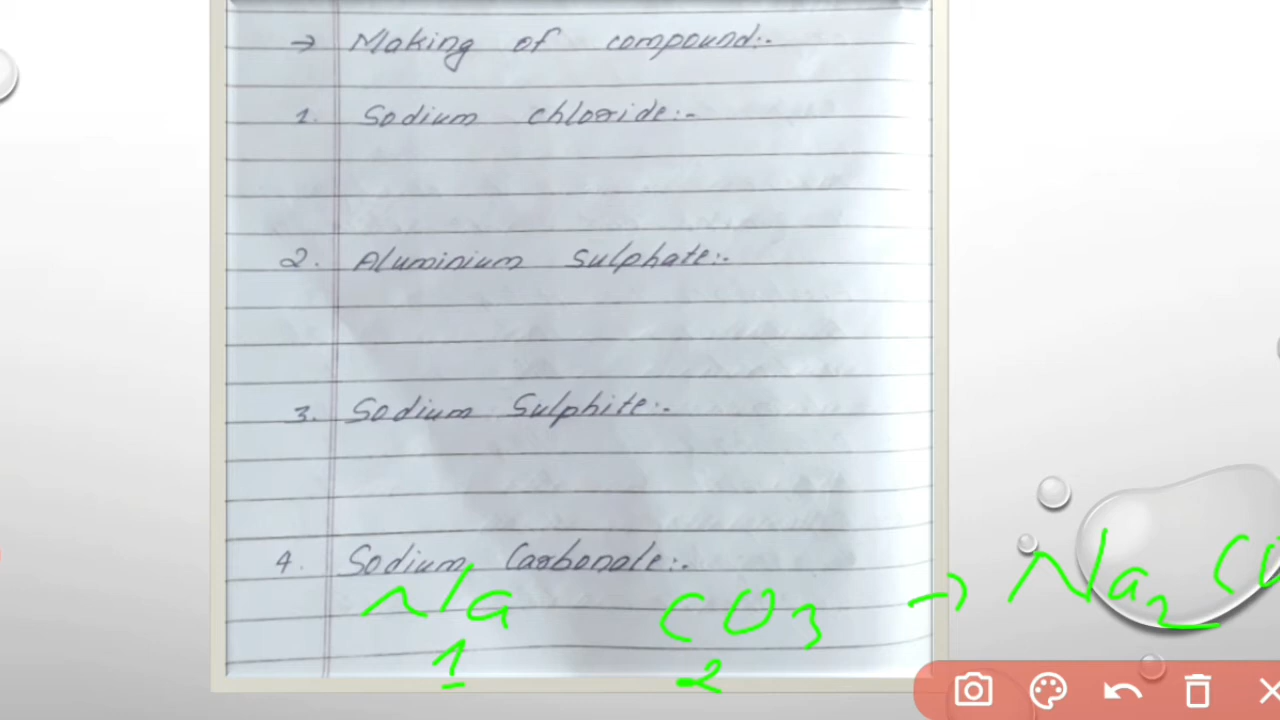 → Making of compound:-
1. Sodium chloride:-
2. Aluminium Sulphate:-
3. Sodium Sulphite:-
4. Sodium Carbonate:-
Na CO3 → Na2 CO
1 2